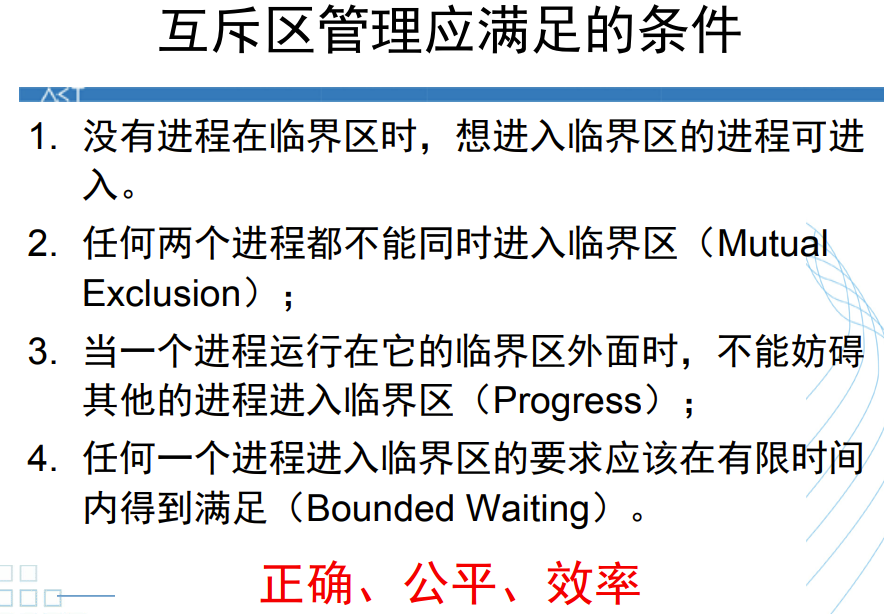 互斥区管理应满足的条件
ACT
1. 没有进程在临界区时，想进入临界区的进程可进
入。
2. 任何两个进程都不能同时进入临界区（Mutual
Exclusion）；
3. 当一个进程运行在它的临界区外面时，不能妨碍
其他的进程进入临界区（Progress）；
4. 任何一个进程进入临界区的要求应该在有限时间
内得到满足（Bounded Waiting）。
正确、公平、效率